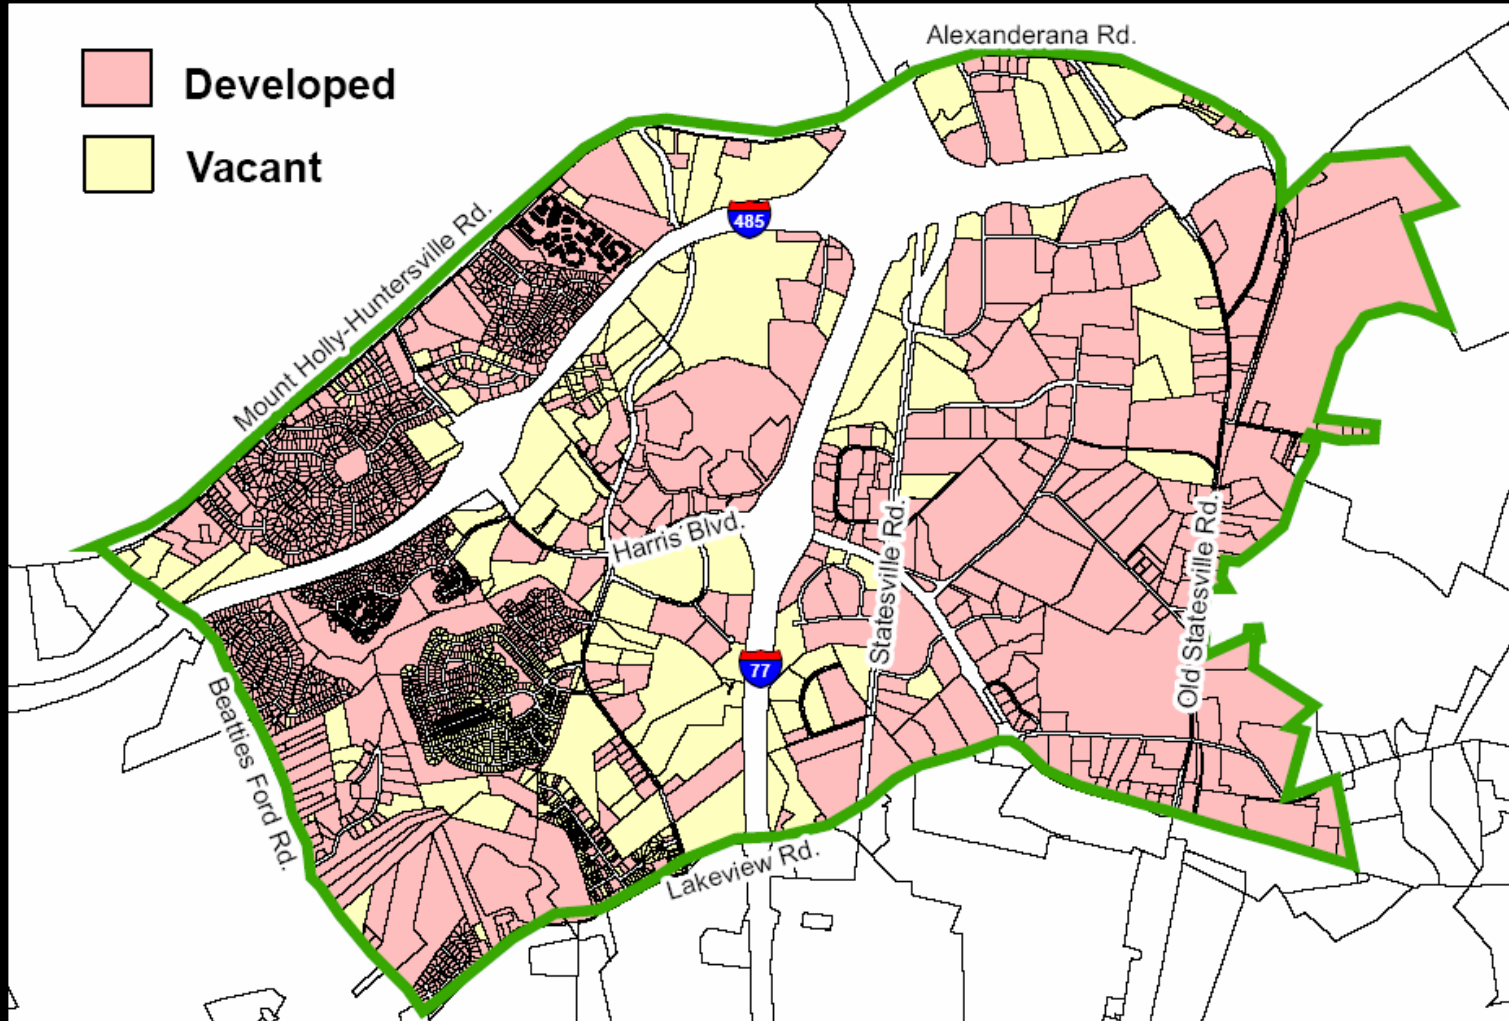 Alexanderana Rd.
Developed
Vacant
485
Mount Holly-Huntersville Rd.
Harris Blvd.
Statesville Rd.
Old Statesville Rd.
77
Beatties Ford Rd.
Lakeview Rd.